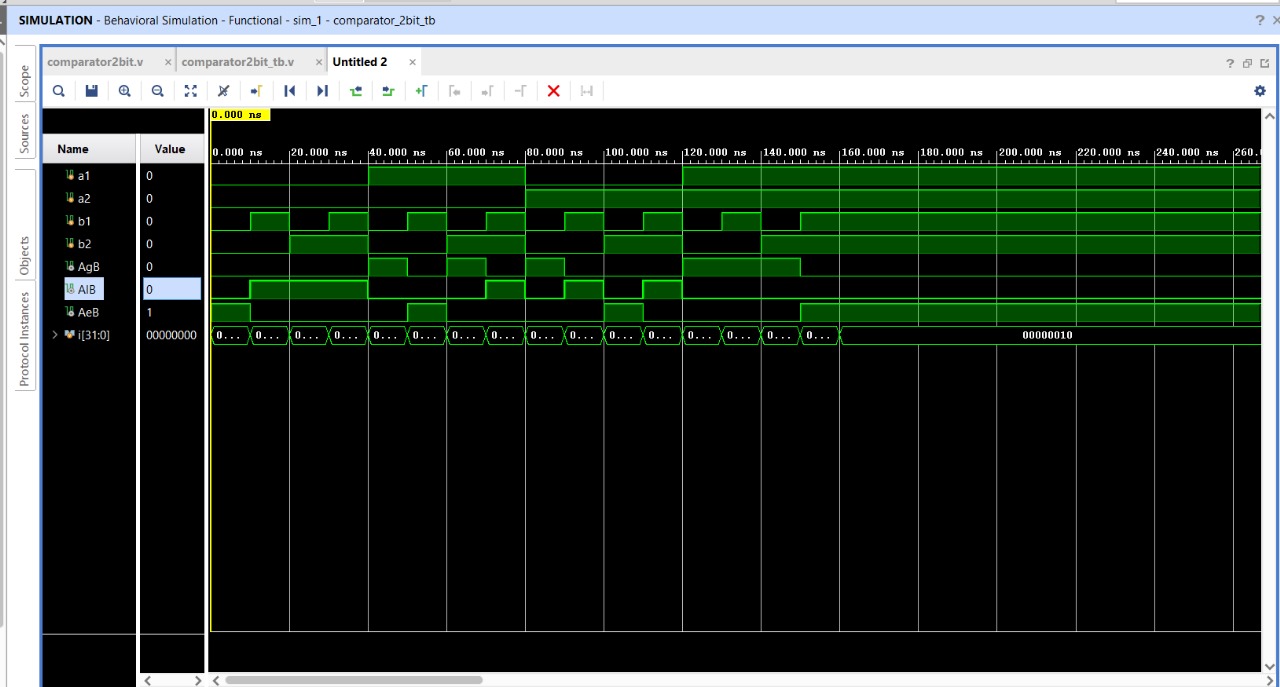 SIMULATION - Behavioral Simulation - Functional - sim_1 - comparator_2bit_tb
? ×
Scope
Sources
Objects
Protocol Instances
comparator2bit.v ×
comparator2bit_tb.v ×
Untitled 2 ×
?
0.000 ns
Name
Value
0.000 ns 20.000 ns 40.000 ns 60.000 ns 80.000 ns 100.000 ns 120.000 ns 140.000 ns 160.000 ns 180.000 ns 200.000 ns 220.000 ns 240.000 ns 260.0
a1 0
a2 0
b1 0
b2 0
AgB 0
AlB 0
AeB 1
i[31:0] 00000000 0... 0... 0... 0... 0... 0... 0... 0... 0... 0... 0... 0... 0... 0... 0... 0... 00000010